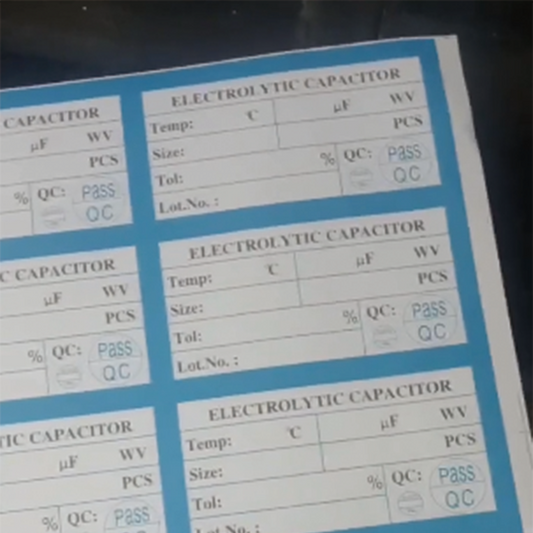 CAPACITOR
µF WV
PCS
% QC: Pass
QC
ELECTROLYTIC CAPACITOR
Temp: ℃ µF WV
Size: PCS
Tol: % QC: Pass
Lot.No. : QC
C CAPACITOR
µF WV
PCS
% QC: Pass
QC
ELECTROLYTIC CAPACITOR
Temp: ℃ µF WV
Size: PCS
Tol: % QC: Pass
Lot.No. : QC
TIC CAPACITOR
µF WV
PCS
% QC: Pass
ELECTROLYTIC CAPACITOR
Temp: ℃ µF WV
Size: PCS
Tol: % QC: Pass
Lot No. : QC